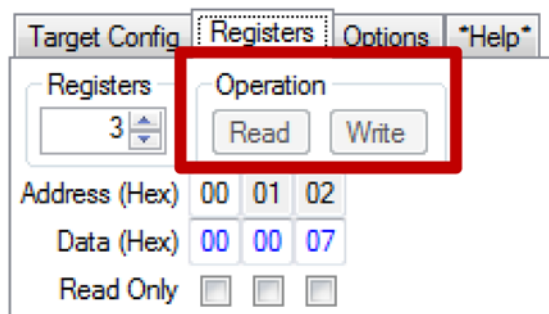 Target Config Registers Options *Help*
Registers Operation
3 Read Write
Address (Hex) 00 01 02
Data (Hex) 00 00 07
Read Only